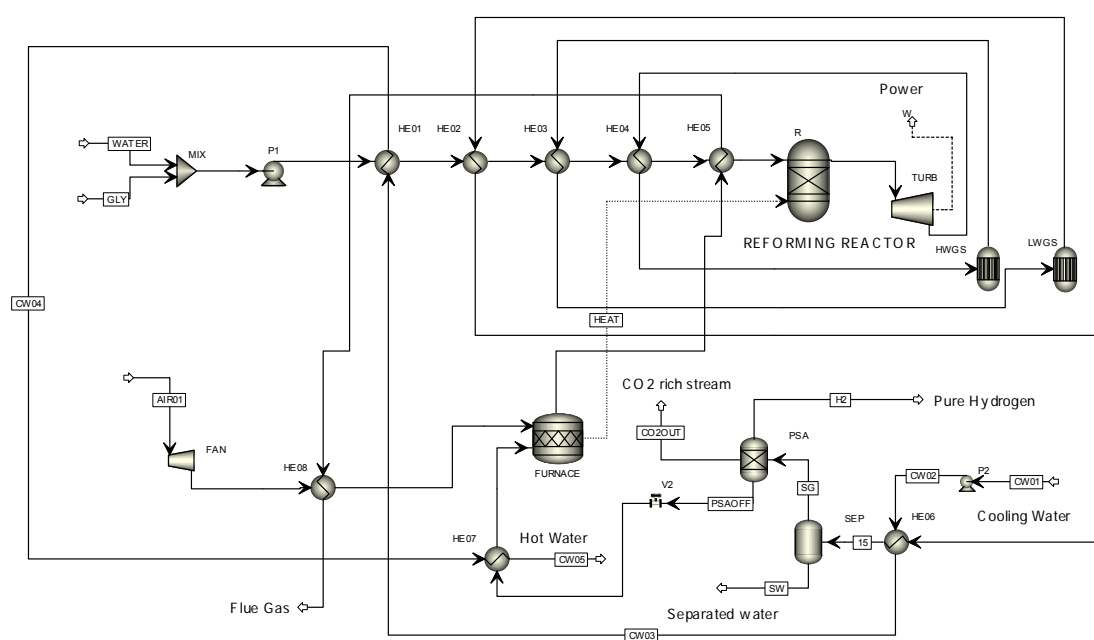 Power
W
HE01
HE02
HE03
HE04
HE05
R
WATER
MIX
P1
TURB
GLY
REFORMING REACTOR
HWGS
LWGS
CW04
HEAT
CO2 rich stream
AIR01
H2
Pure Hydrogen
CO2OUT
PSA
FAN
FURNACE
HE08
V2
PSAOFF
SG
CW02
P2
CW01
Cooling Water
SEP
HE06
HE07
Hot Water
15
CW05
SW
Flue Gas
Separated water
CW03